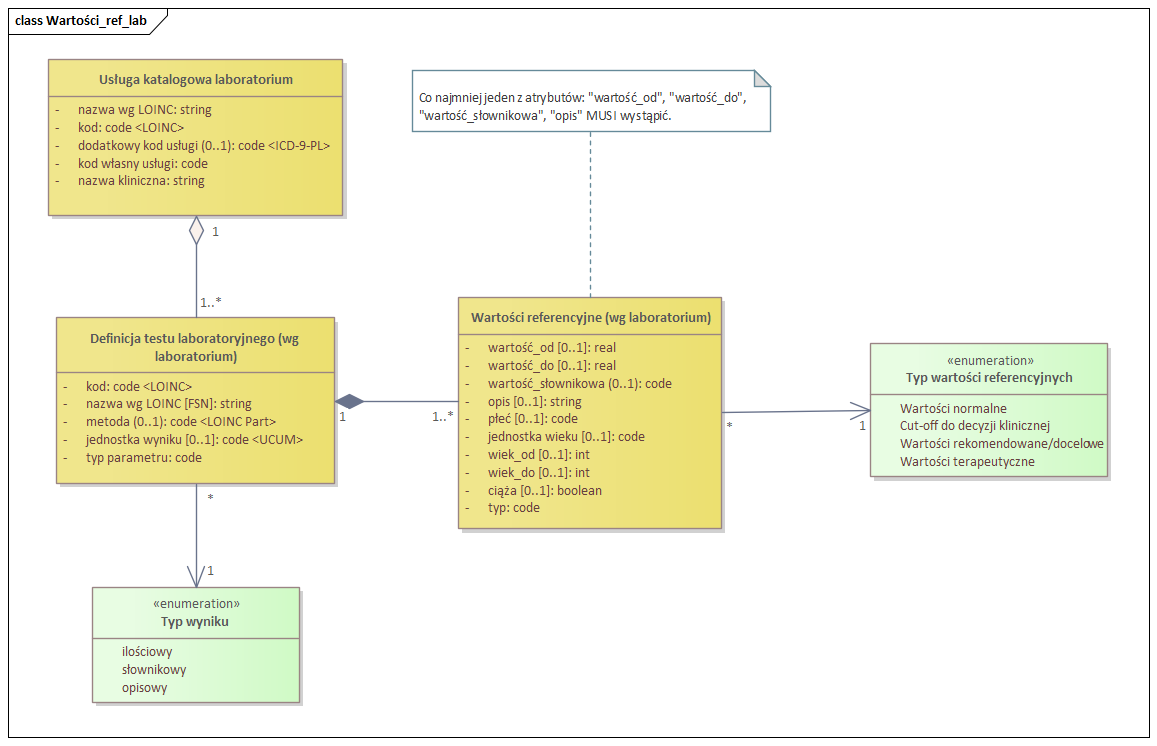 class Wartości_ref_lab
Usługa katalogowa laboratorium
- nazwa wg LOINC: string
- kod: code <LOINC>
- dodatkowy kod usługi (0..1): code <ICD-9-PL>
- kod własny usługi: code
- nazwa kliniczna: string
Co najmniej jeden z atrybutów: "wartość_od", "wartość_do",
"wartość_słownikowa", "opis" MUSI wystąpić.
1
1..*
Definicja testu laboratoryjnego (wg
laboratorium)
- kod: code <LOINC>
- nazwa wg LOINC [FSN]: string
- metoda (0..1): code <LOINC Part>
- jednostka wyniku [0..1]: code <UCUM>
- typ parametru: code
1
1..*
Wartości referencyjne (wg laboratorium)
- wartość_od [0..1]: real
- wartość_do [0..1]: real
- wartość_słownikowa (0..1): code
- opis [0..1]: string
- płeć [0..1]: code
- jednostka wieku [0..1]: code
- wiek_od [0..1]: int
- wiek_do [0..1]: int
- ciąża [0..1]: boolean
- typ: code
*
1
«enumeration»
Typ wartości referencyjnych
Wartości normalne
Cut-off do decyzji klinicznej
Wartości rekomendowane/docelowe
Wartości terapeutyczne
*
1
«enumeration»
Typ wyniku
ilościowy
słownikowy
opisowy